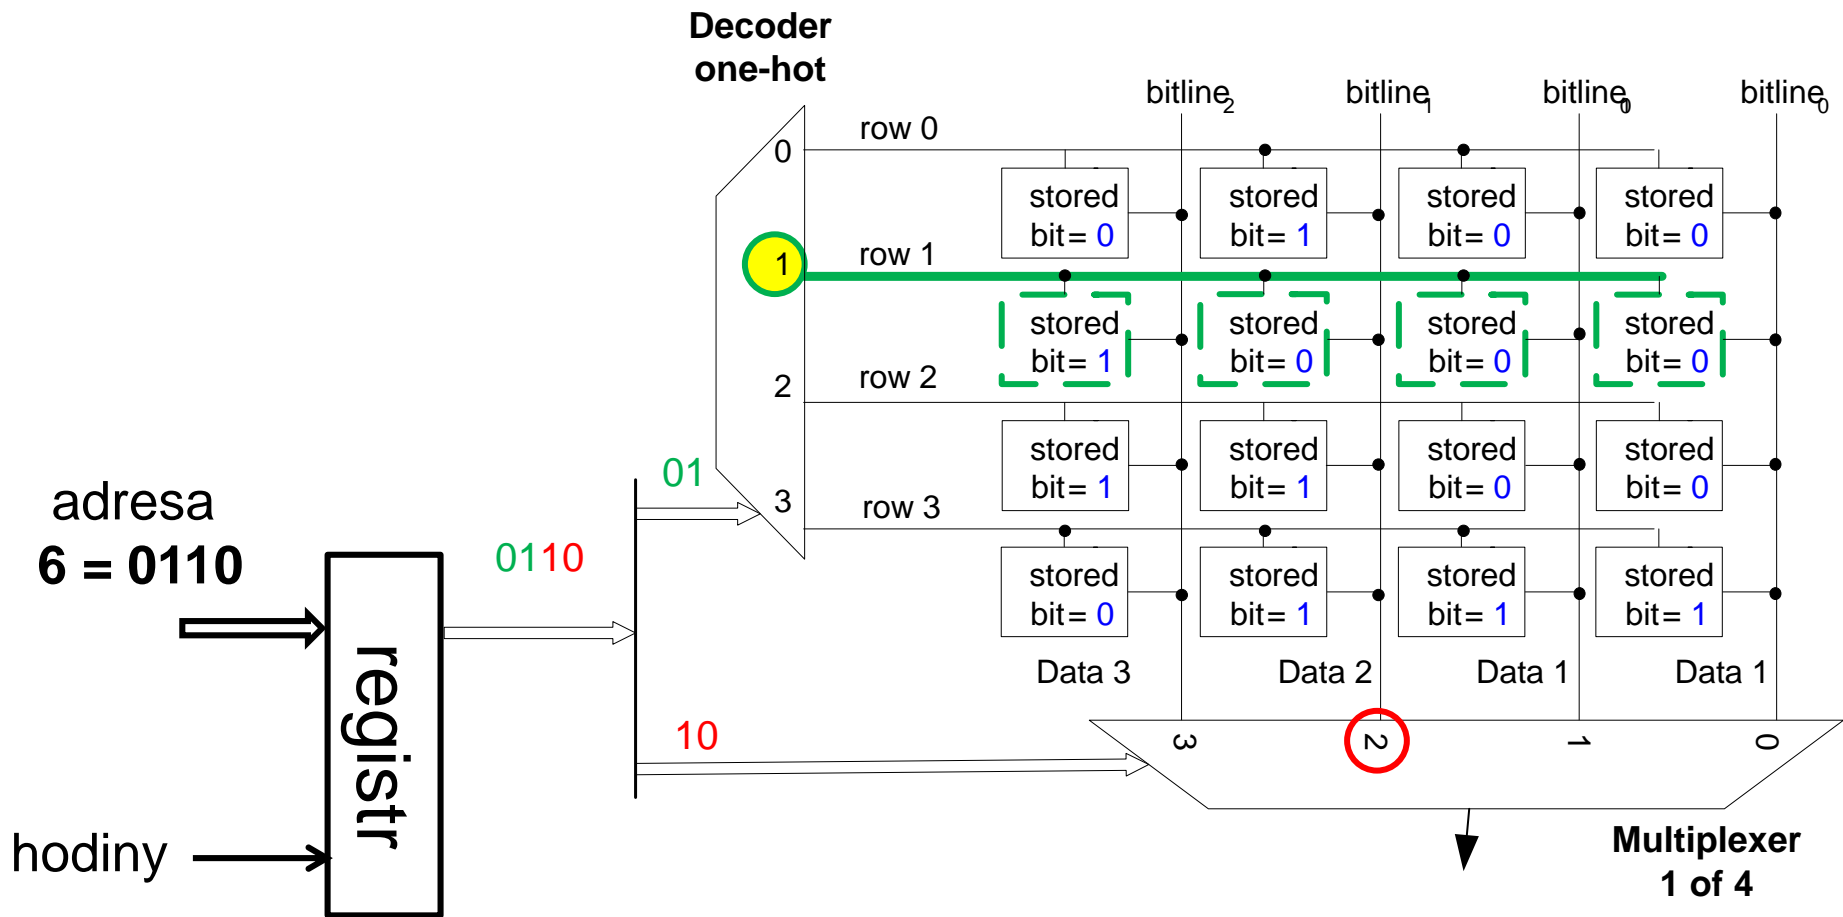 Decoder
one-hot
bitline2
bitline1
bitline0
bitline0
0
row 0
stored
bit= 0
stored
bit= 1
stored
bit= 0
stored
bit= 0
1
row 1
stored
bit= 1
stored
bit= 0
stored
bit= 0
stored
bit= 0
2
row 2
stored
bit= 1
stored
bit= 1
stored
bit= 0
stored
bit= 0
3
row 3
stored
bit= 0
stored
bit= 1
stored
bit= 1
stored
bit= 1
Data 3
Data 2
Data 1
Data 1
01
adresa
6 = 0110
0110
registr
hodiny
10
3
2
1
0
Multiplexer
1 of 4